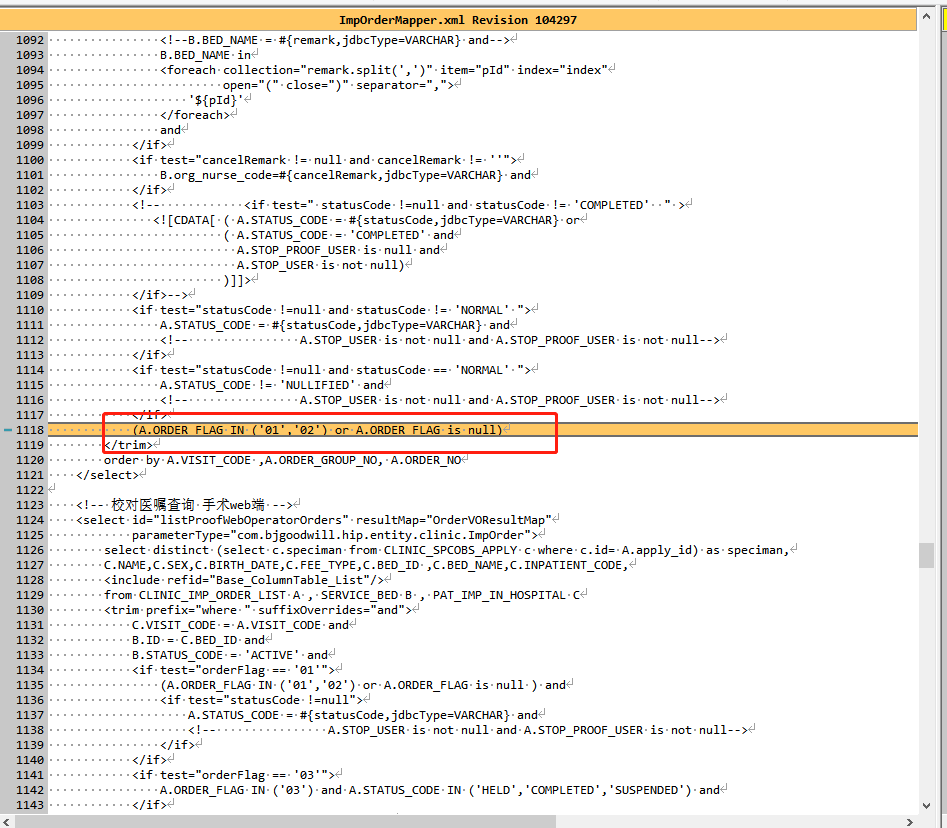 ImpOrderMapper.xml Revision 104297
1092 <!--B.BED_NAME = #{remark,jdbcType=VARCHAR} and-->
1093 B.BED_NAME in
1094 <foreach collection="remark.split(',')" item="pId" index="index"
1095 open="(" close=")" separator=",">
1096 '${pId}'
1097 </foreach>
1098 and
1099 </if>
1100 <if test="cancelRemark != null and cancelRemark != ''">
1101 B.org_nurse_code=#{cancelRemark,jdbcType=VARCHAR} and
1102 </if>
1103 <!-- <if test=" statusCode !=null and statusCode != 'COMPLETED'  " >
1104 <![CDATA[ ( A.STATUS_CODE = #{statusCode,jdbcType=VARCHAR} or
1105 ( A.STATUS_CODE = 'COMPLETED' and
1106 A.STOP_PROOF_USER is null and
1107 A.STOP_USER is not null)
1108 )]]>
1109 </if>-->
1110 <if test="statusCode !=null and statusCode != 'NORMAL' ">
1111 A.STATUS_CODE = #{statusCode,jdbcType=VARCHAR} and
1112 <!-- A.STOP_USER is not null and A.STOP_PROOF_USER is not null-->
1113 </if>
1114 <if test="statusCode !=null and statusCode == 'NORMAL' ">
1115 A.STATUS_CODE != 'NULLIFIED' and
1116 <!-- A.STOP_USER is not null and A.STOP_PROOF_USER is not null-->
1117 </if>
1118 (A.ORDER_FLAG IN ('01','02') or A.ORDER_FLAG is null)
1119 </trim>
1120 order by A.VISIT_CODE ,A.ORDER_GROUP_NO, A.ORDER_NO
1121 </select>
1122
1123 <!-- 校对医嘱查询 手术web端 -->
1124 <select id="listProofWebOperatorOrders" resultMap="OrderVOResultMap"
1125 parameterType="com.bjgoodwill.hip.entity.clinic.ImpOrder">
1126 select distinct (select c.speciman from CLINIC_SPCOBS_APPLY c where c.id= A.apply_id) as speciman,
1127 C.NAME,C.SEX,C.BIRTH_DATE,C.FEE_TYPE,C.BED_ID ,C.BED_NAME,C.INPATIENT_CODE,
1128 <include refid="Base_ColumnTable_List"/>
1129 from CLINIC_IMP_ORDER_LIST A , SERVICE_BED B , PAT_IMP_IN_HOSPITAL C
1130 <trim prefix="where " suffixOverrides="and">
1131 C.VISIT_CODE = A.VISIT_CODE and
1132 B.ID = C.BED_ID and
1133 B.STATUS_CODE = 'ACTIVE' and
1134 <if test="orderFlag == '01'">
1135 (A.ORDER_FLAG IN ('01','02') or A.ORDER_FLAG is null ) and
1136 <if test="statusCode !=null">
1137 A.STATUS_CODE = #{statusCode,jdbcType=VARCHAR} and
1138 <!-- A.STOP_USER is not null and A.STOP_PROOF_USER is not null-->
1139 </if>
1140 </if>
1141 <if test="orderFlag == '03'">
1142 A.ORDER_FLAG IN ('03') and A.STATUS_CODE IN ('HELD','COMPLETED','SUSPENDED') and
1143 </if>